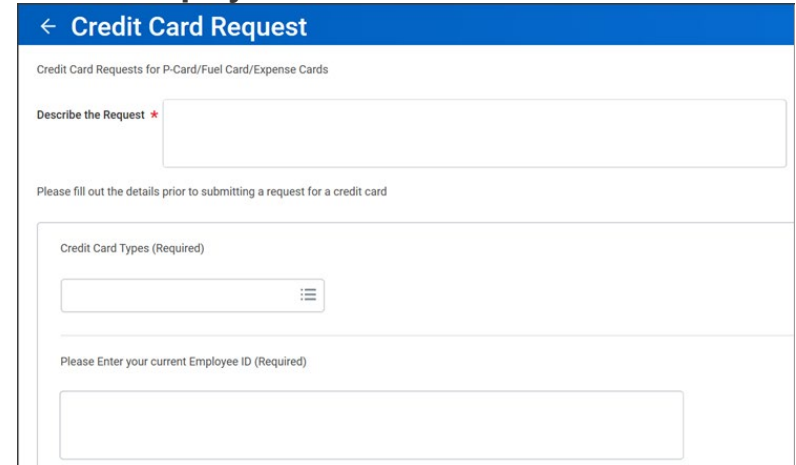 ← Credit Card Request
Credit Card Requests for P-Card/Fuel Card/Expense Cards
Describe the Request *
Please fill out the details prior to submitting a request for a credit card
Credit Card Types (Required)
Please Enter your current Employee ID (Required)